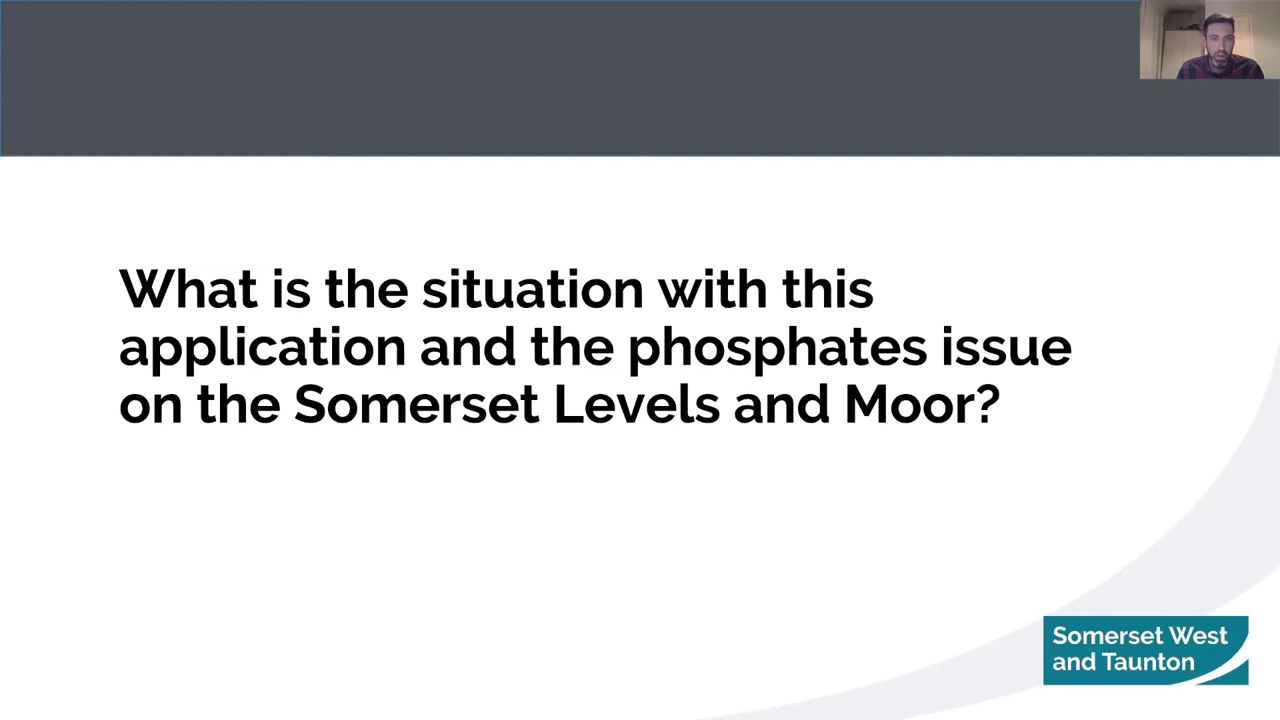 What is the situation with this
application and the phosphates issue
on the Somerset Levels and Moor?
Somerset West
and Taunton